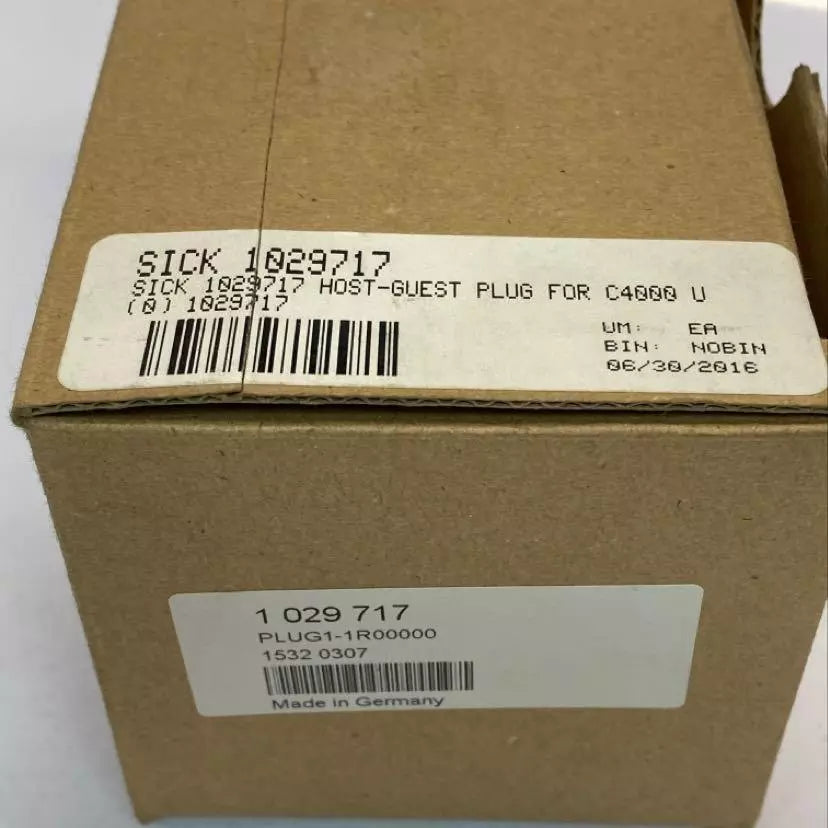 SICK 1029717
SICK 1029717 HOST-GUEST PLUG FOR C4000 U
(0) 1029717
UM: EA
BIN: NOBIN
06/30/2016
1 029 717
PLUG1-1R00000
1532 0307
Made in Germany